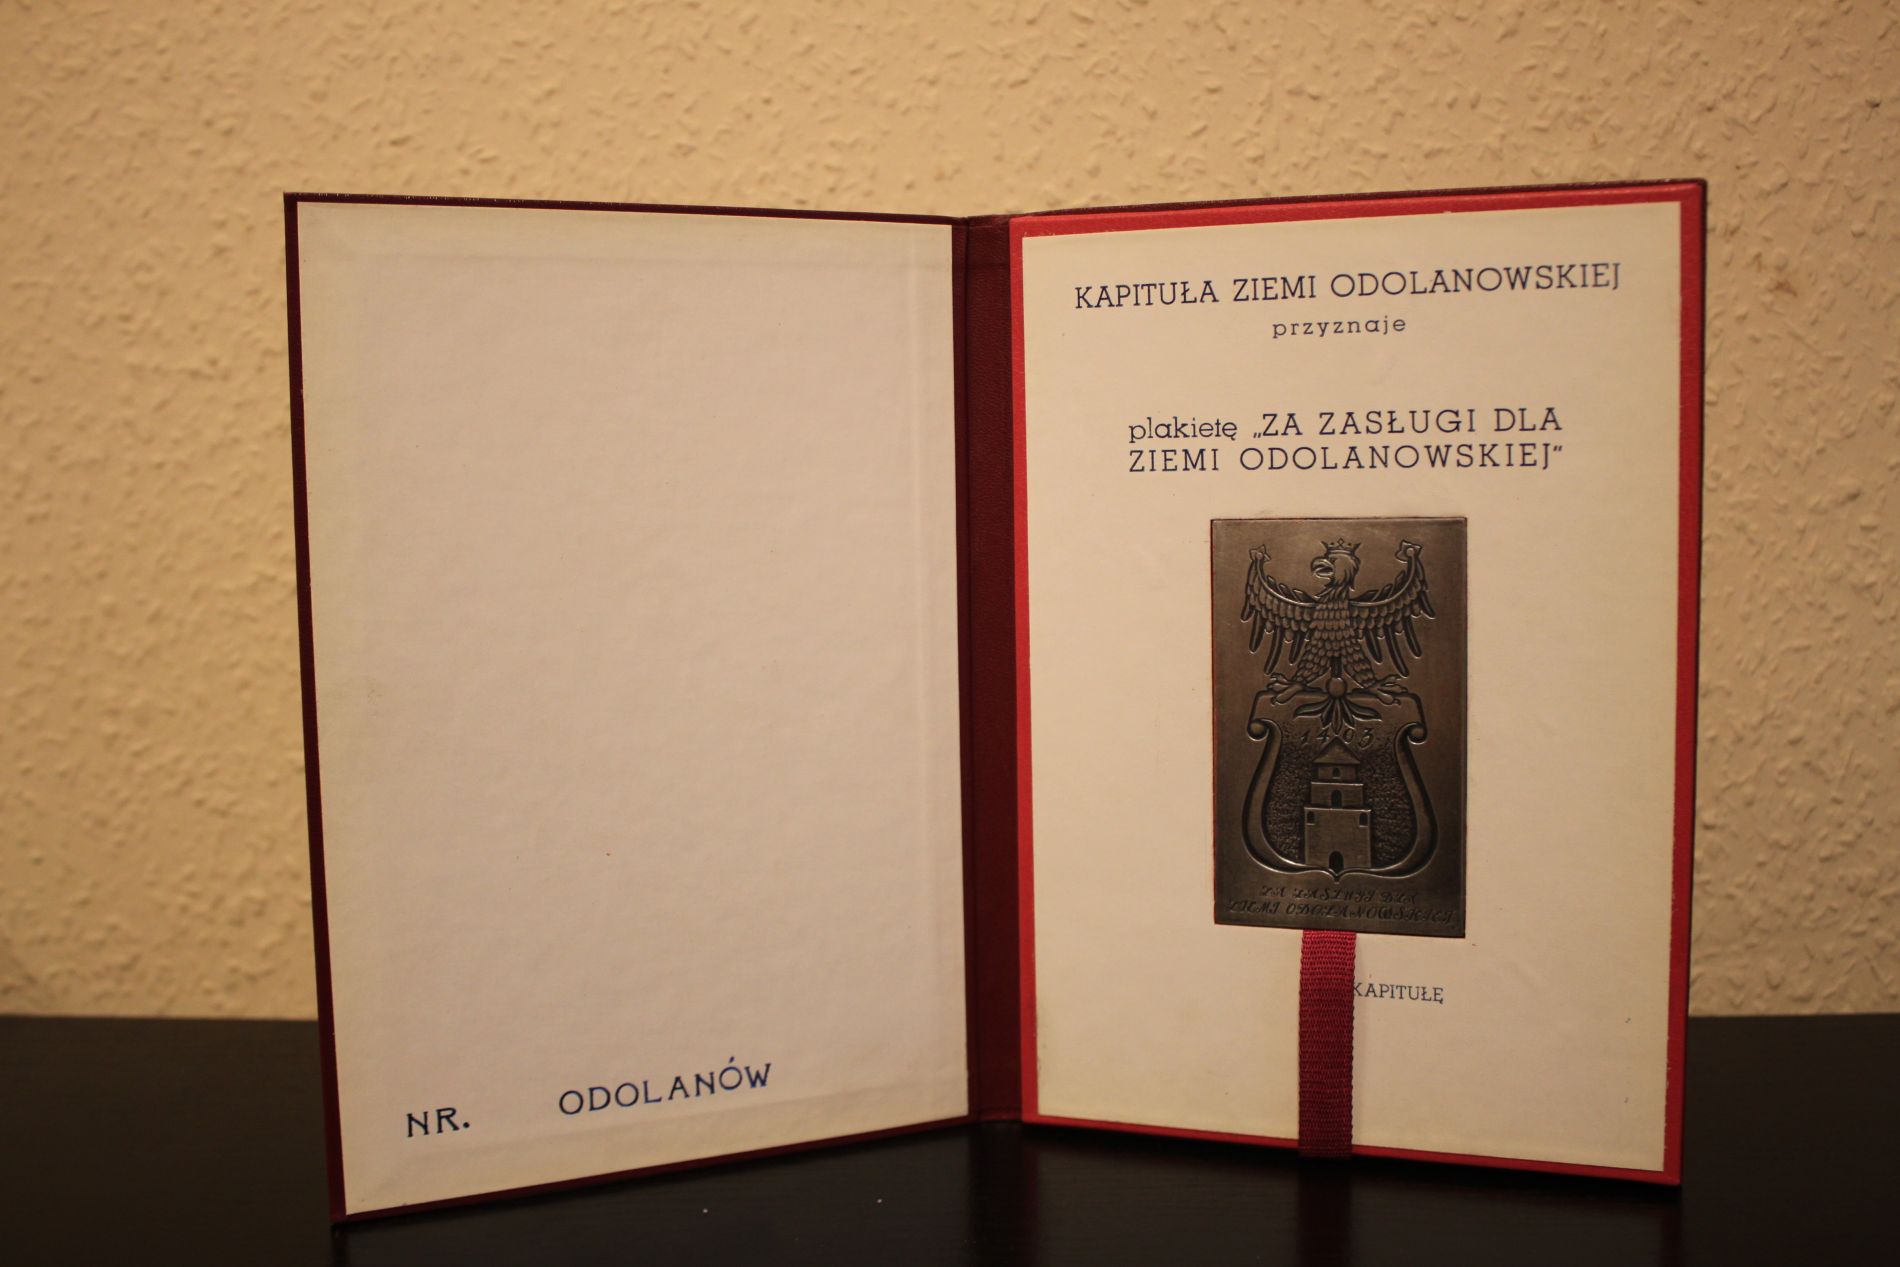 NR. ODOLANÓW
KAPITUŁA ZIEMI ODOLANOWSKIEJ
przyznaje
plakietę „ZA ZASŁUGI DLA
ZIEMI ODOLANOWSKIEJ“
1403
ZA ZASŁUGI DLA
ZIEMI ODOLANOWSKIEJ
KAPITUŁĘ